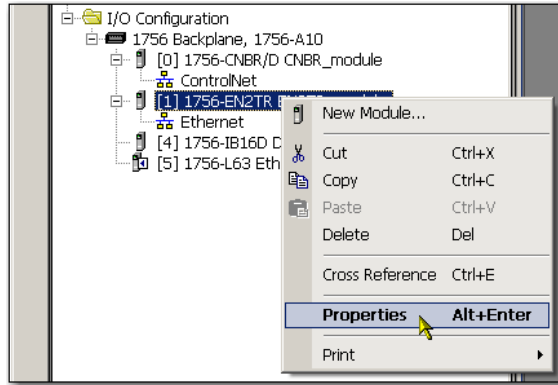 I/O Configuration
1756 Backplane, 1756-A10
[0] 1756-CNBR/D CNBR_module
ControlNet
[1] 1756-EN2TR
Ethernet
[4] 1756-IB16D D
[5] 1756-L63 Eth
New Module...
Cut Ctrl+X
Copy Ctrl+C
Paste Ctrl+V
Delete Del
Cross Reference Ctrl+E
Properties Alt+Enter
Print